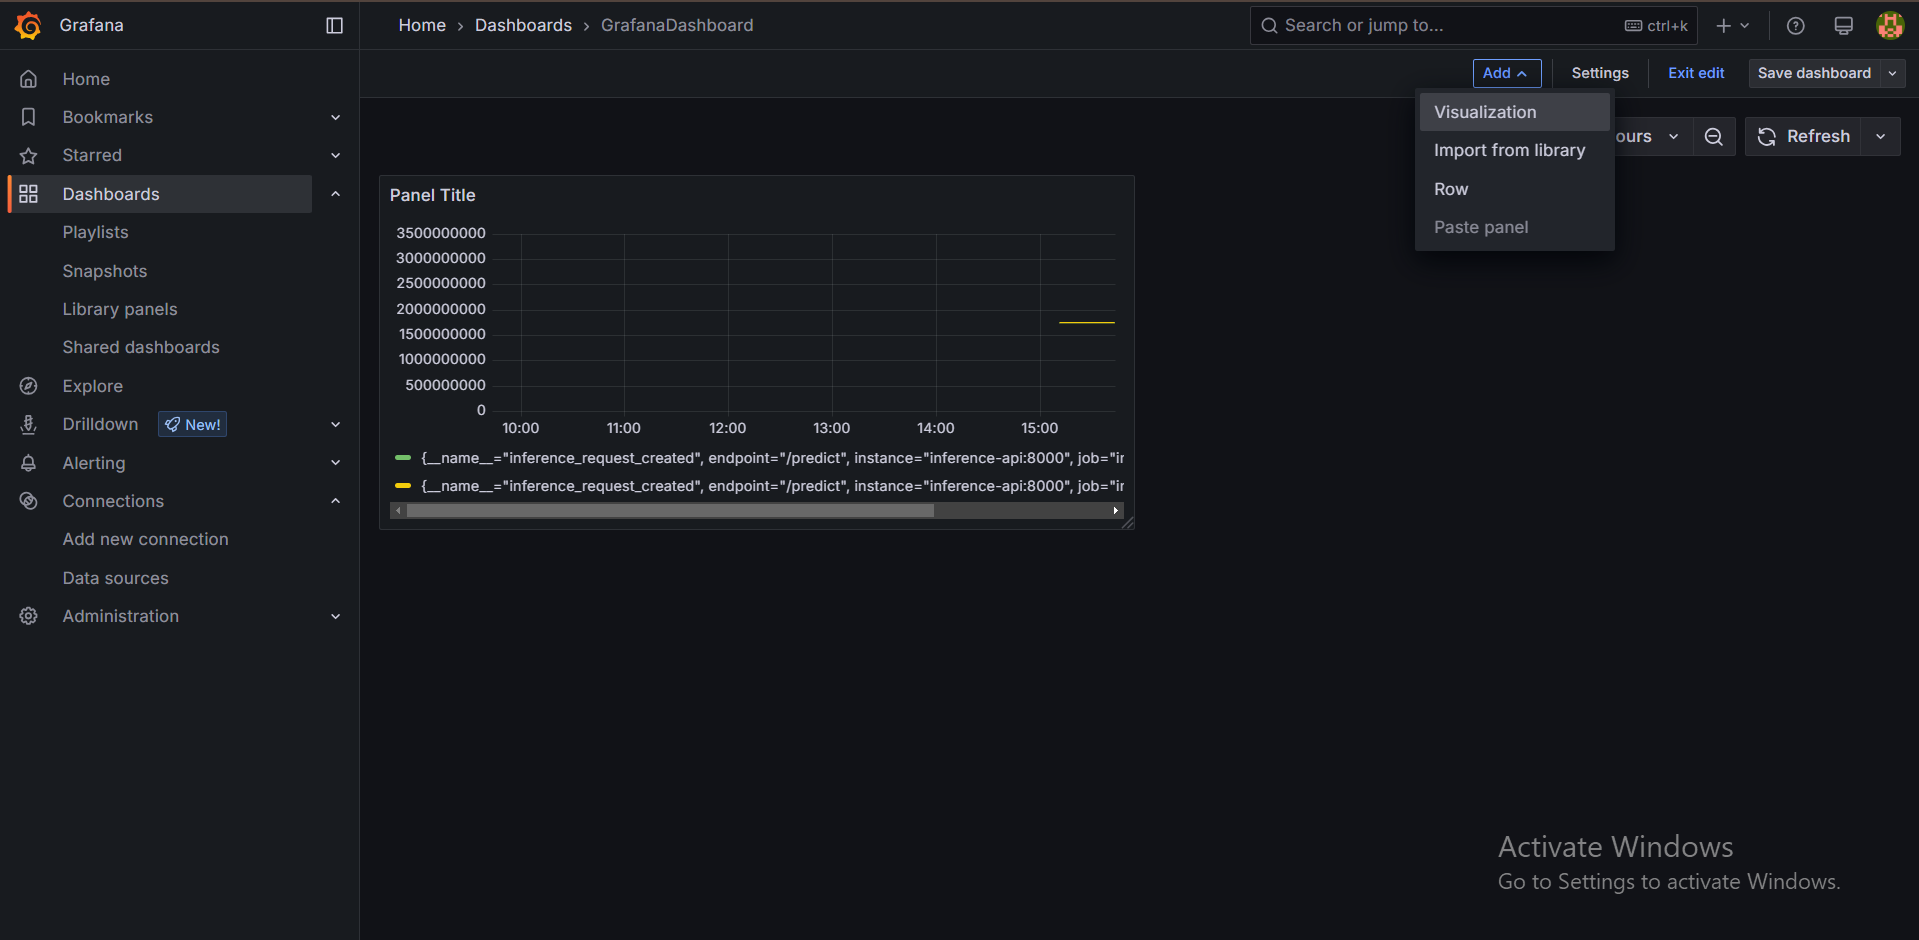 Grafana
Home › Dashboards › GrafanaDashboard
Search or jump to...
ctrl+k
Add
Settings
Exit edit
Save dashboard
Visualization
Import from library
Row
Paste panel
ours
Refresh
Home
Bookmarks
Starred
Dashboards
Playlists
Snapshots
Library panels
Shared dashboards
Explore
Drilldown
New!
Alerting
Connections
Add new connection
Data sources
Administration
Panel Title
3500000000
3000000000
2500000000
2000000000
1500000000
1000000000
500000000
0
10:00 11:00 12:00 13:00 14:00 15:00
{__name__="inference_request_created", endpoint="/predict", instance="inference-api:8000", job="ir
{__name__="inference_request_created", endpoint="/predict", instance="inference-api:8000", job="ir
Activate Windows
Go to Settings to activate Windows.